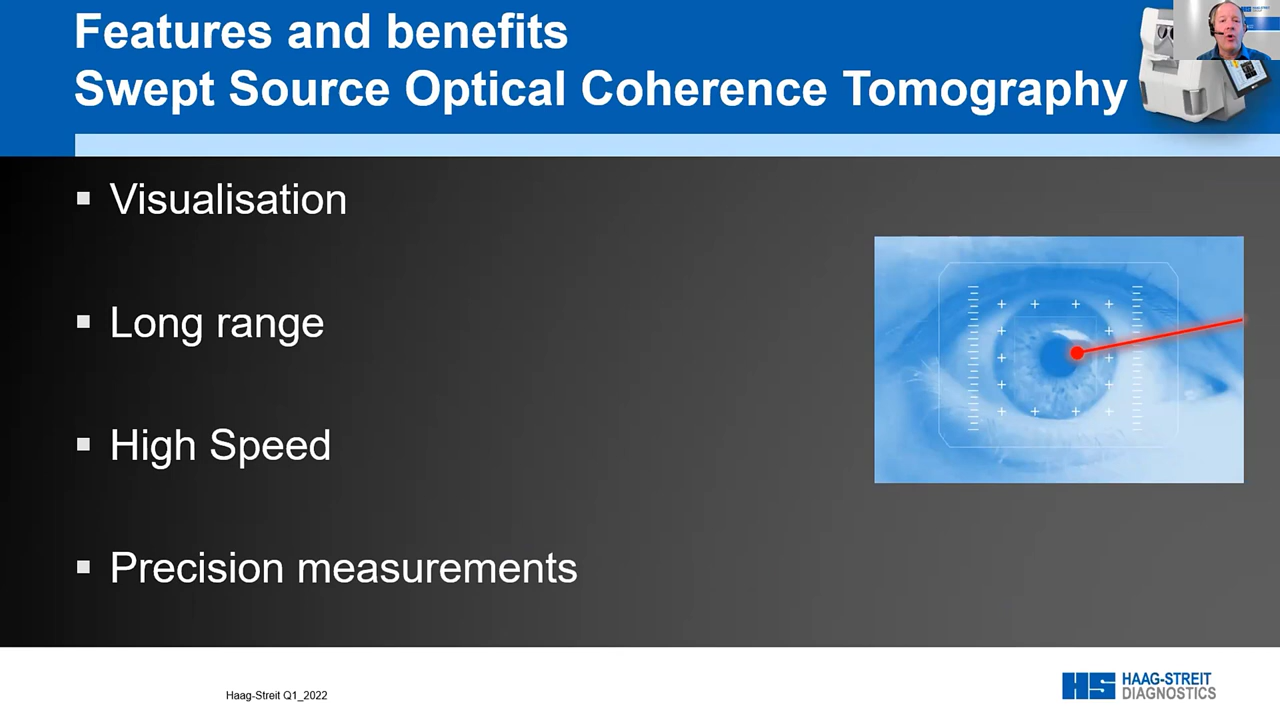 Features and benefits
Swept Source Optical Coherence Tomography
Visualisation
Long range
High Speed
Precision measurements
Haag-Streit Q1_2022
HS HAAG-STREIT
DIAGNOSTICS